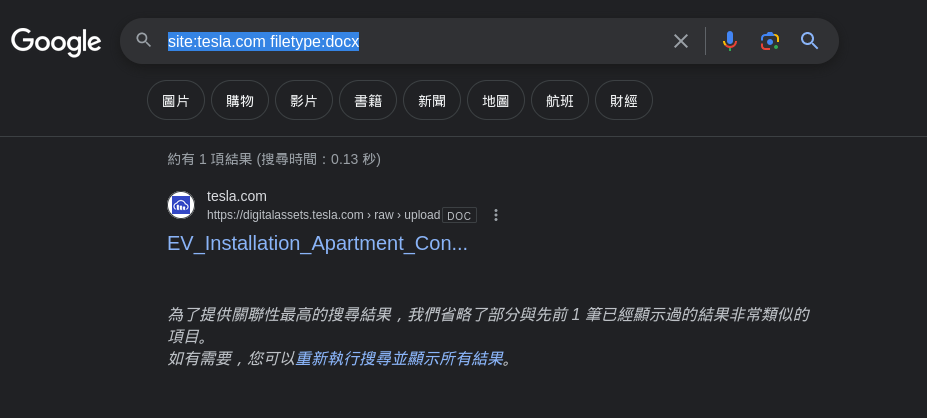 Google
site:tesla.com filetype:docx
圖片 購物 影片 書籍 新聞 地圖 航班 財經
約有 1 項結果 (搜尋時間：0.13 秒)
tesla.com
https://digitalassets.tesla.com › raw › upload DOC
EV_Installation_Apartment_Con...
為了提供關聯性最高的搜尋結果，我們省略了部分與先前 1 筆已經顯示過的結果非常類似的
項目。
如有需要，您可以重新執行搜尋並顯示所有結果。